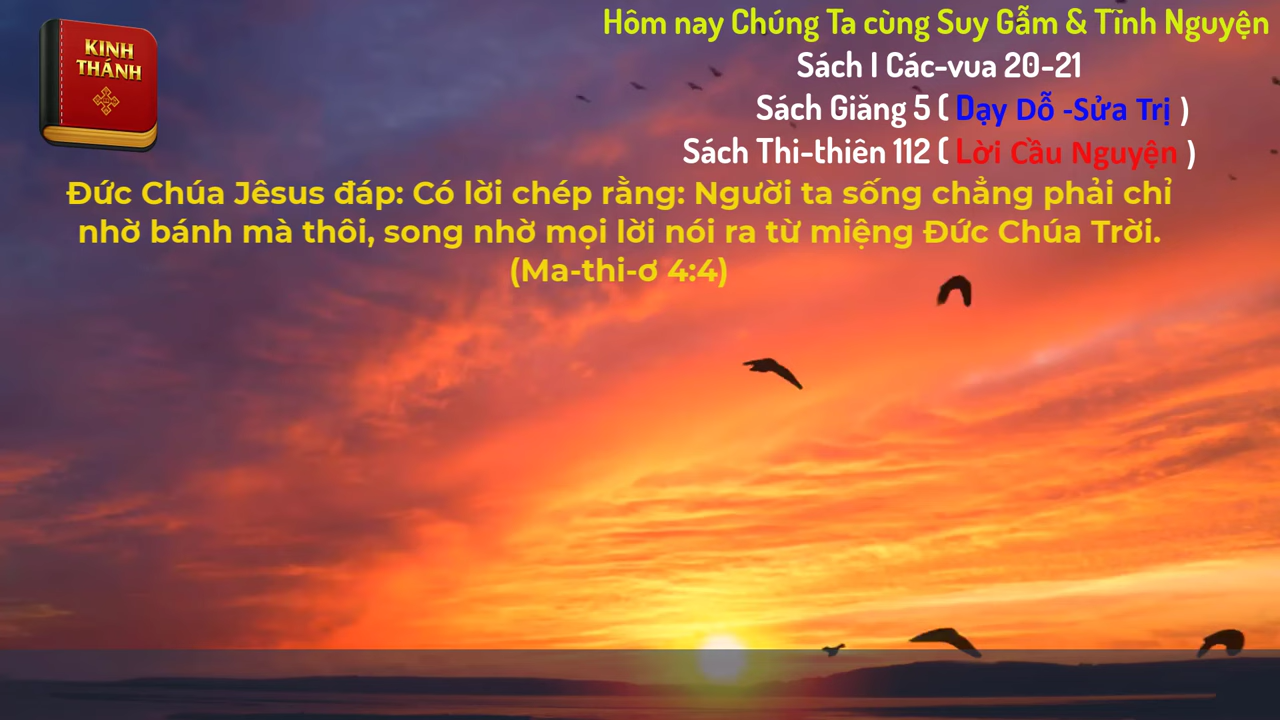 KINH
THÁNH
Hôm nay Chúng Ta cùng Suy Gẫm & Tĩnh Nguyện
Sách I Các-vua 20-21
Sách Giăng 5 ( Dạy Dỗ -Sửa Trị )
Sách Thi-thiên 112 ( Lời Cầu Nguyện )
Đức Chúa Jêsus đáp: Có lời chép rằng: Người ta sống chẳng phải chỉ
nhờ bánh mà thôi, song nhờ mọi lời nói ra từ miệng Đức Chúa Trời.
(Ma-thi-ơ 4:4)